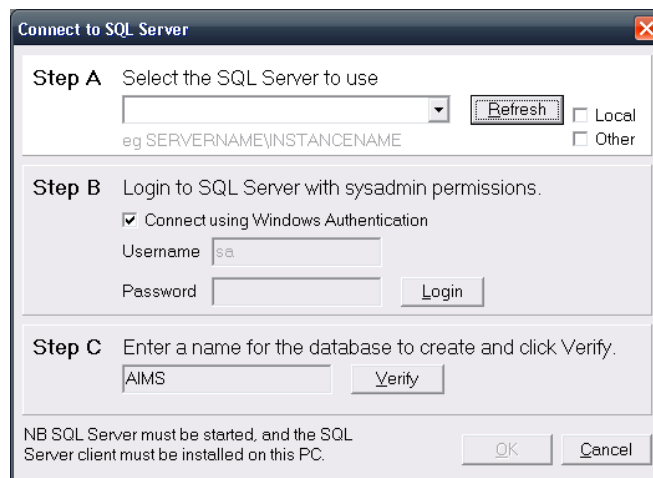 Connect to SQL Server
Step A Select the SQL Server to use
Refresh
Local
eg SERVERNAME\INSTANCENAME
Other
Step B Login to SQL Server with sysadmin permissions.
Connect using Windows Authentication
Username sa
Password Login
Step C Enter a name for the database to create and click Verify.
AIMS Verify
NB SQL Server must be started, and the SQL
Server client must be installed on this PC.
OK Cancel